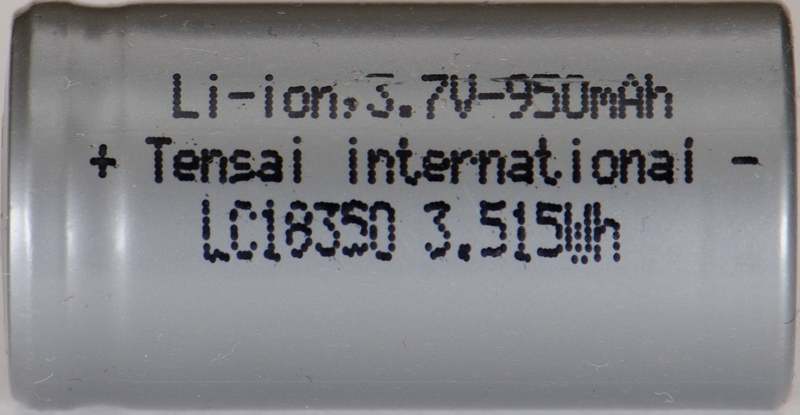 Li-ion,3.7V-950mAh
+ Tensai international -
LC18350 3.515Wh